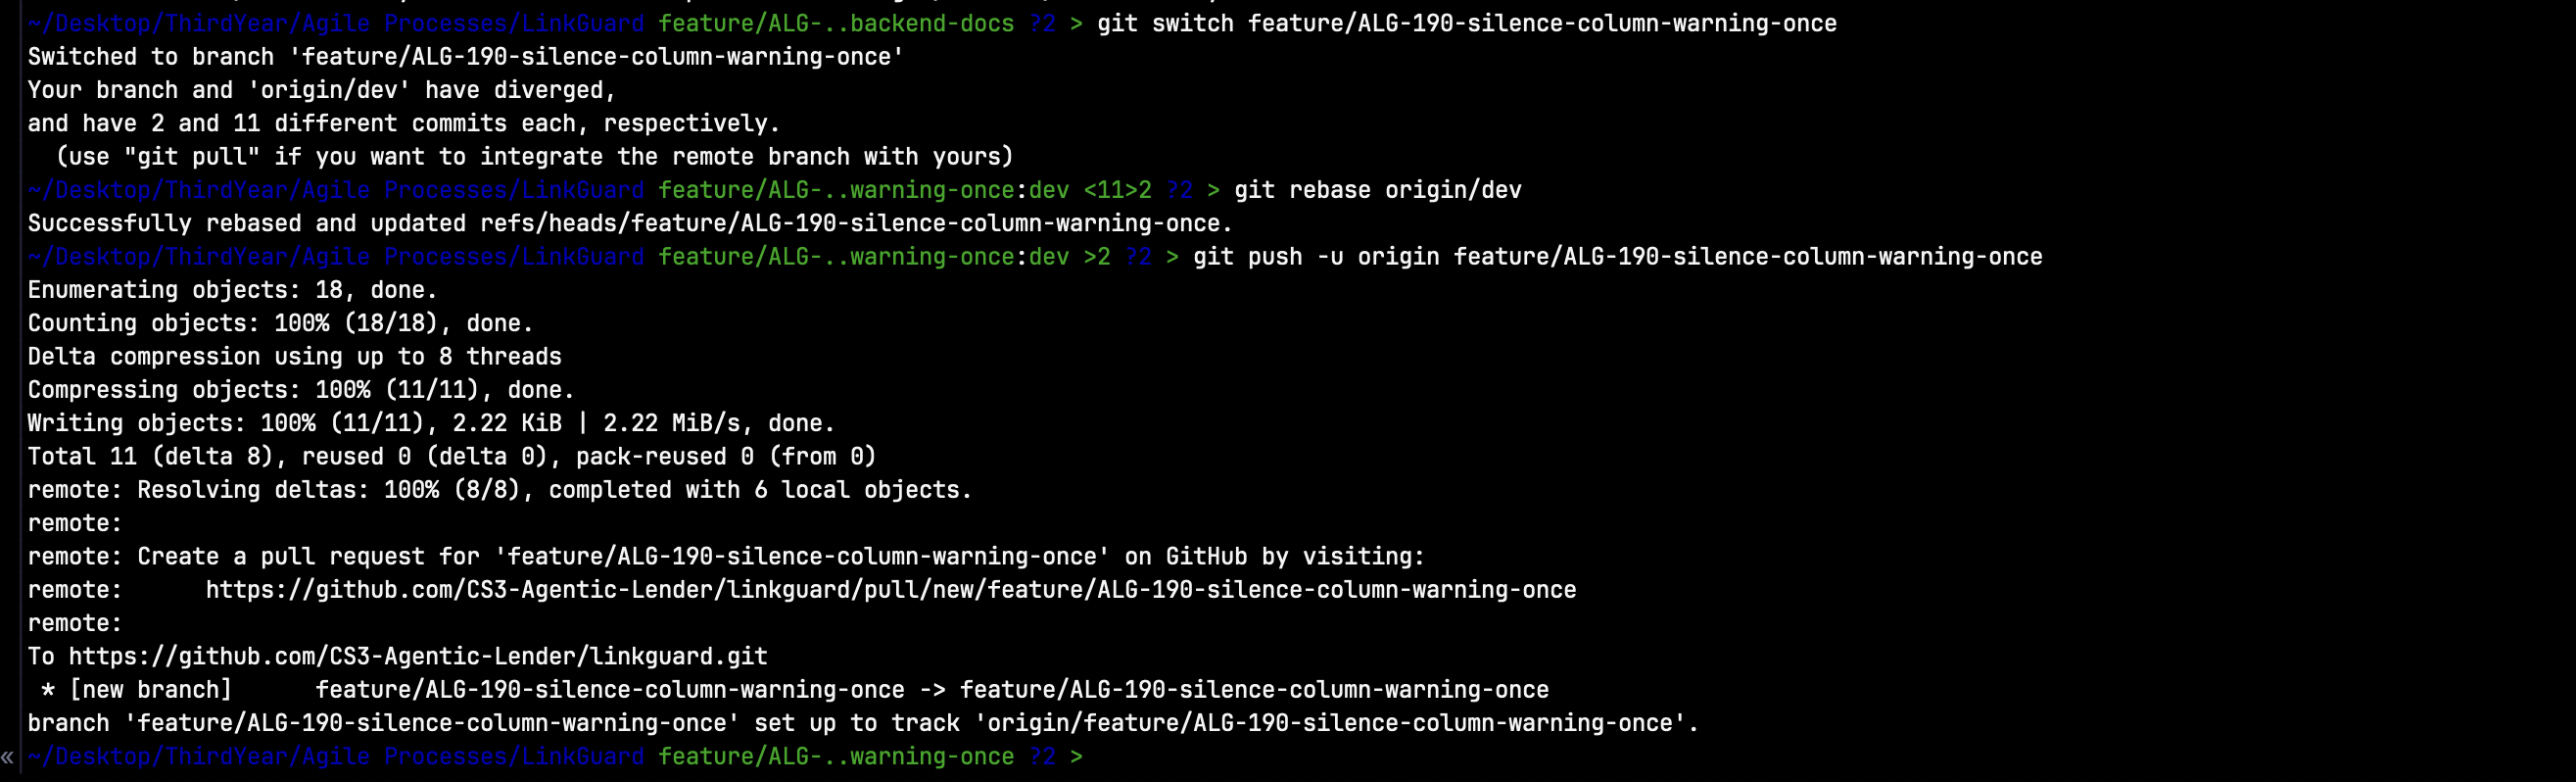 ~/Desktop/ThirdYear/Agile Processes/LinkGuard feature/ALG-..backend-docs ?2 > git switch feature/ALG-190-silence-column-warning-once
Switched to branch 'feature/ALG-190-silence-column-warning-once'
Your branch and 'origin/dev' have diverged,
and have 2 and 11 different commits each, respectively.
  (use "git pull" if you want to integrate the remote branch with yours)
~/Desktop/ThirdYear/Agile Processes/LinkGuard feature/ALG-..warning-once:dev <11>2 ?2 > git rebase origin/dev
Successfully rebased and updated refs/heads/feature/ALG-190-silence-column-warning-once.
~/Desktop/ThirdYear/Agile Processes/LinkGuard feature/ALG-..warning-once:dev >2 ?2 > git push -u origin feature/ALG-190-silence-column-warning-once
Enumerating objects: 18, done.
Counting objects: 100% (18/18), done.
Delta compression using up to 8 threads
Compressing objects: 100% (11/11), done.
Writing objects: 100% (11/11), 2.22 KiB | 2.22 MiB/s, done.
Total 11 (delta 8), reused 0 (delta 0), pack-reused 0 (from 0)
remote: Resolving deltas: 100% (8/8), completed with 6 local objects.
remote:
remote: Create a pull request for 'feature/ALG-190-silence-column-warning-once' on GitHub by visiting:
remote:      https://github.com/CS3-Agentic-Lender/linkguard/pull/new/feature/ALG-190-silence-column-warning-once
remote:
To https://github.com/CS3-Agentic-Lender/linkguard.git
 * [new branch]      feature/ALG-190-silence-column-warning-once -> feature/ALG-190-silence-column-warning-once
branch 'feature/ALG-190-silence-column-warning-once' set up to track 'origin/feature/ALG-190-silence-column-warning-once'.
« ~/Desktop/ThirdYear/Agile Processes/LinkGuard feature/ALG-..warning-once ?2 >